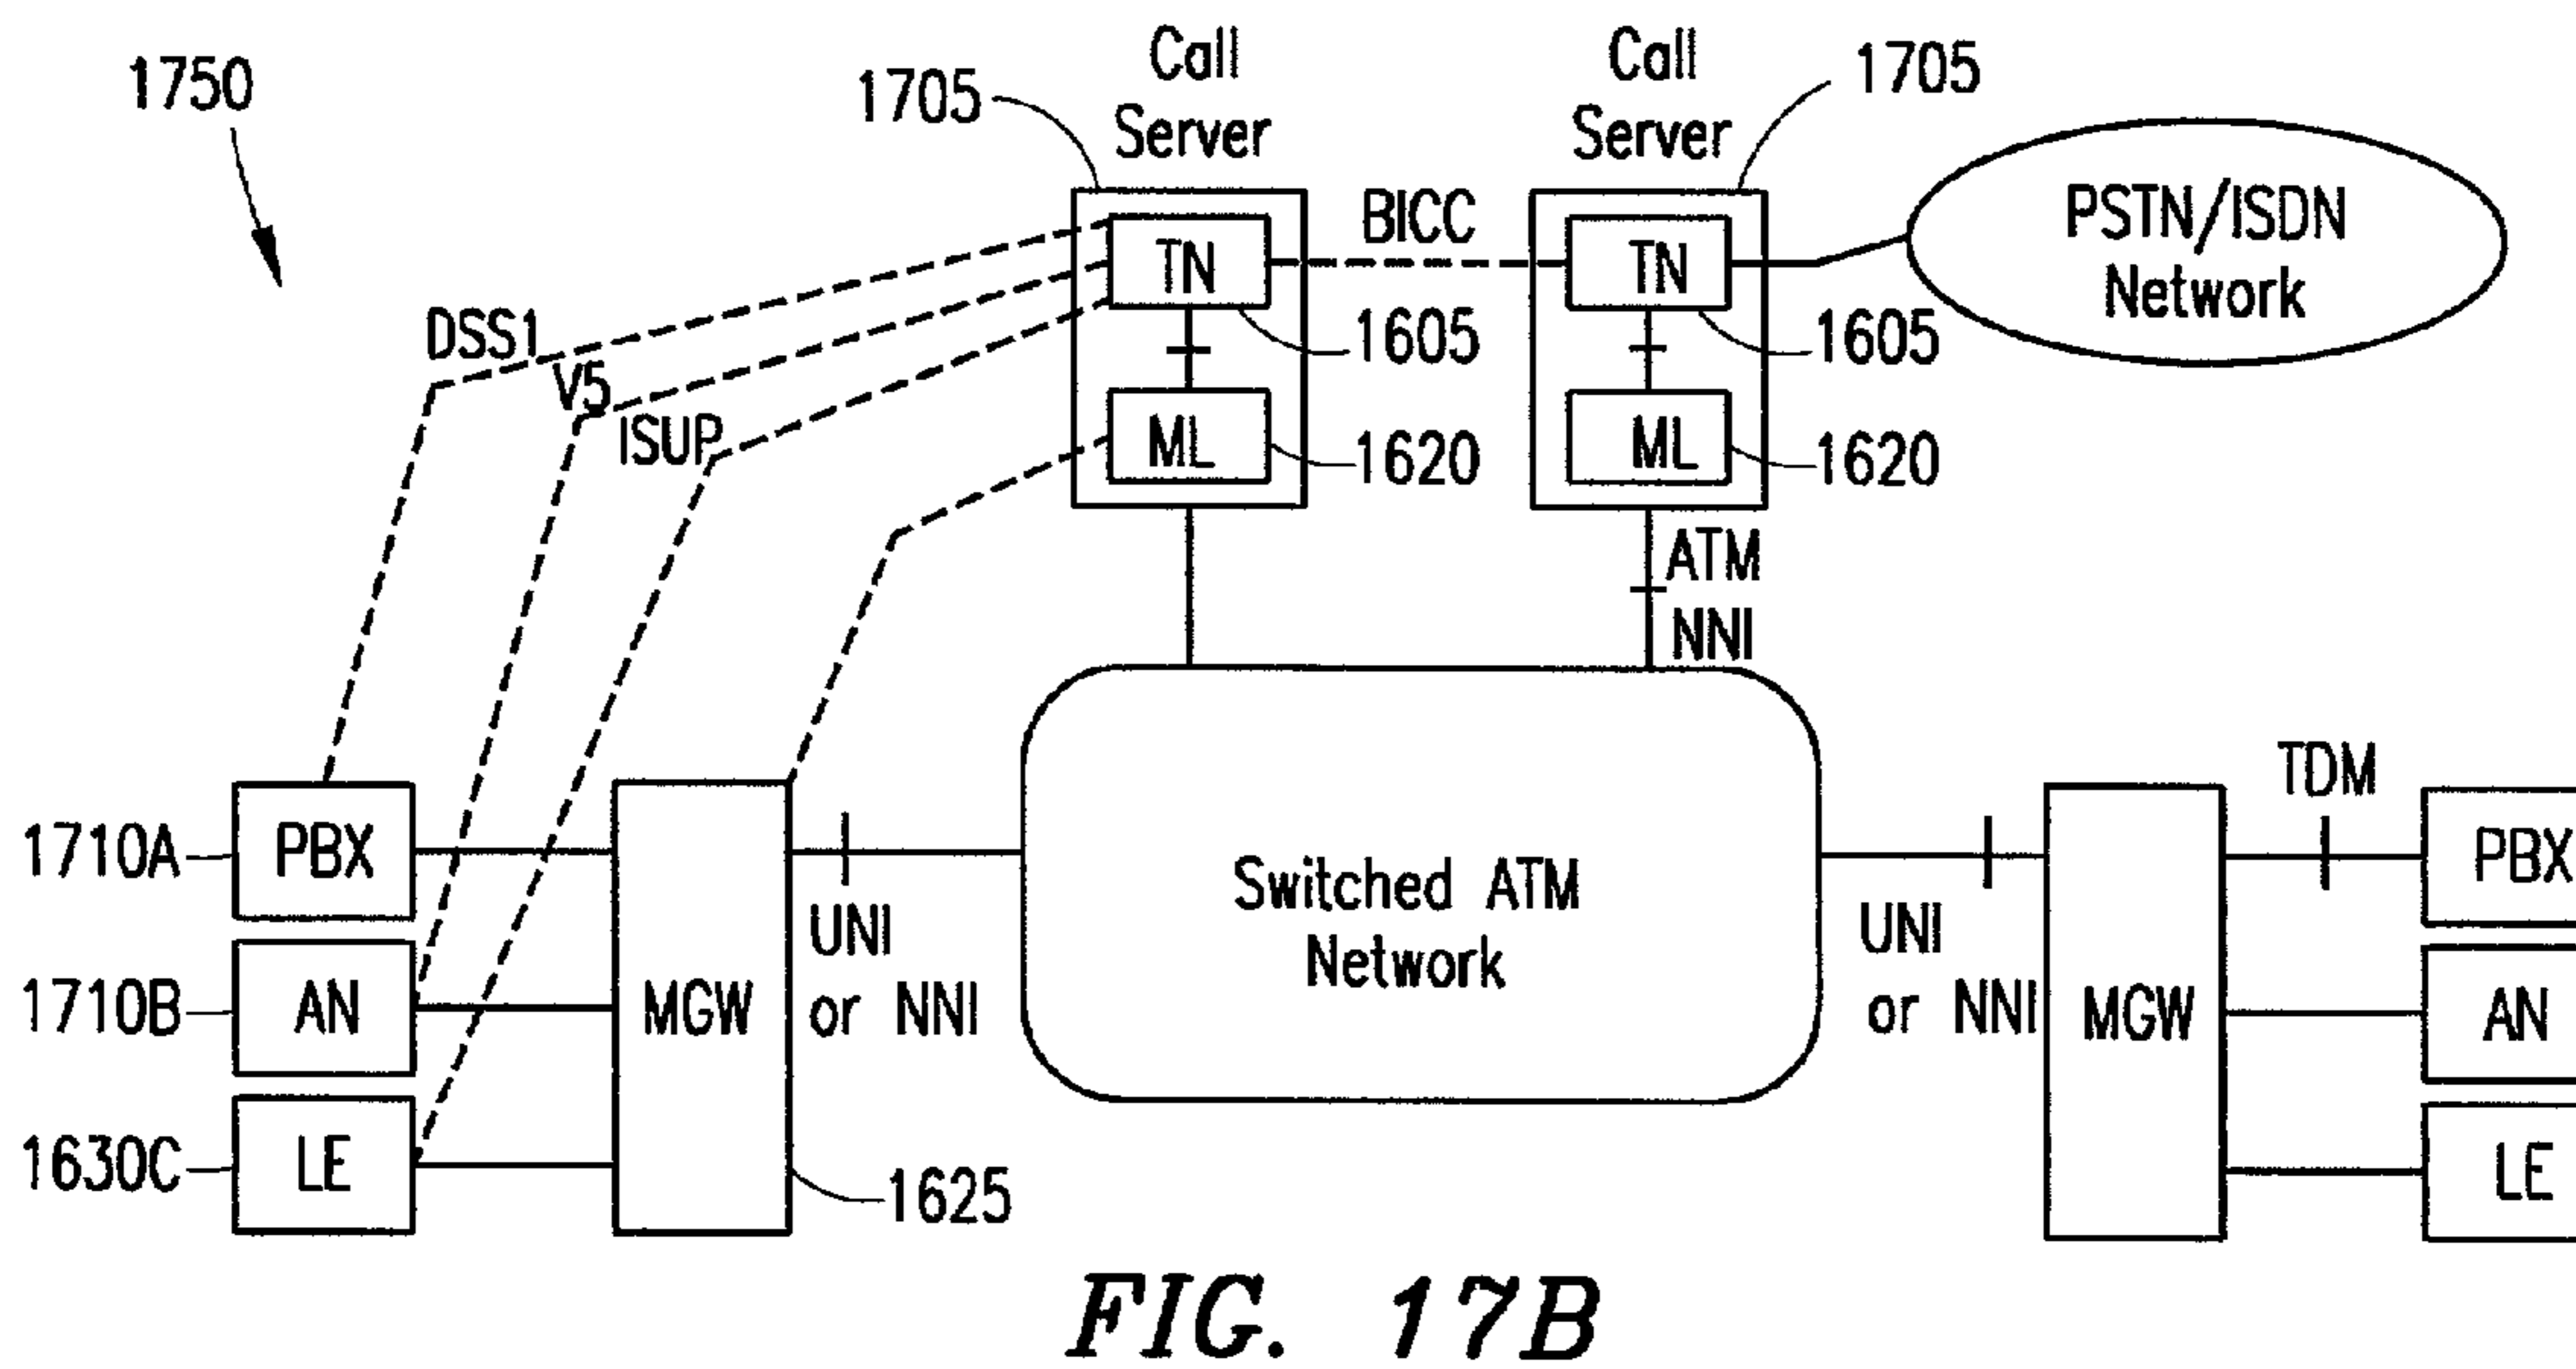 1750
1705
Call
Server
Call
Server
1705
TN
BICC
TN
PSTN/ISDN
Network
1605
1605
ML
1620
ML
1620
DSS1
V5
ISUP
ATM
NNI
1710A
PBX
1710B
AN
1630C
LE
MGW
1625
UNI
or NNI
Switched ATM
Network
UNI
or NNI
MGW
TDM
PBX
AN
LE
FIG. 17B